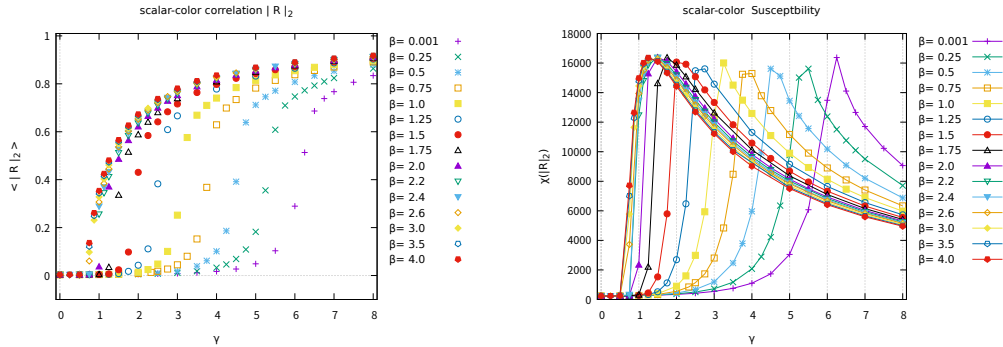 scalar-color correlation | R |₂
< | R |₂ >
1
0.8
0.6
0.4
0.2
0
0 1 2 3 4 5 6 7 8
γ
β= 0.001
β= 0.25
β= 0.5
β= 0.75
β= 1.0
β= 1.25
β= 1.5
β= 1.75
β= 2.0
β= 2.2
β= 2.4
β= 2.6
β= 3.0
β= 3.5
β= 4.0
scalar-color Susceptbility
χ(|R|₂)
18000
16000
14000
12000
10000
8000
6000
4000
2000
0
0 1 2 3 4 5 6 7 8
γ
β= 0.001
β= 0.25
β= 0.5
β= 0.75
β= 1.0
β= 1.25
β= 1.5
β= 1.75
β= 2.0
β= 2.2
β= 2.4
β= 2.6
β= 3.0
β= 3.5
β= 4.0